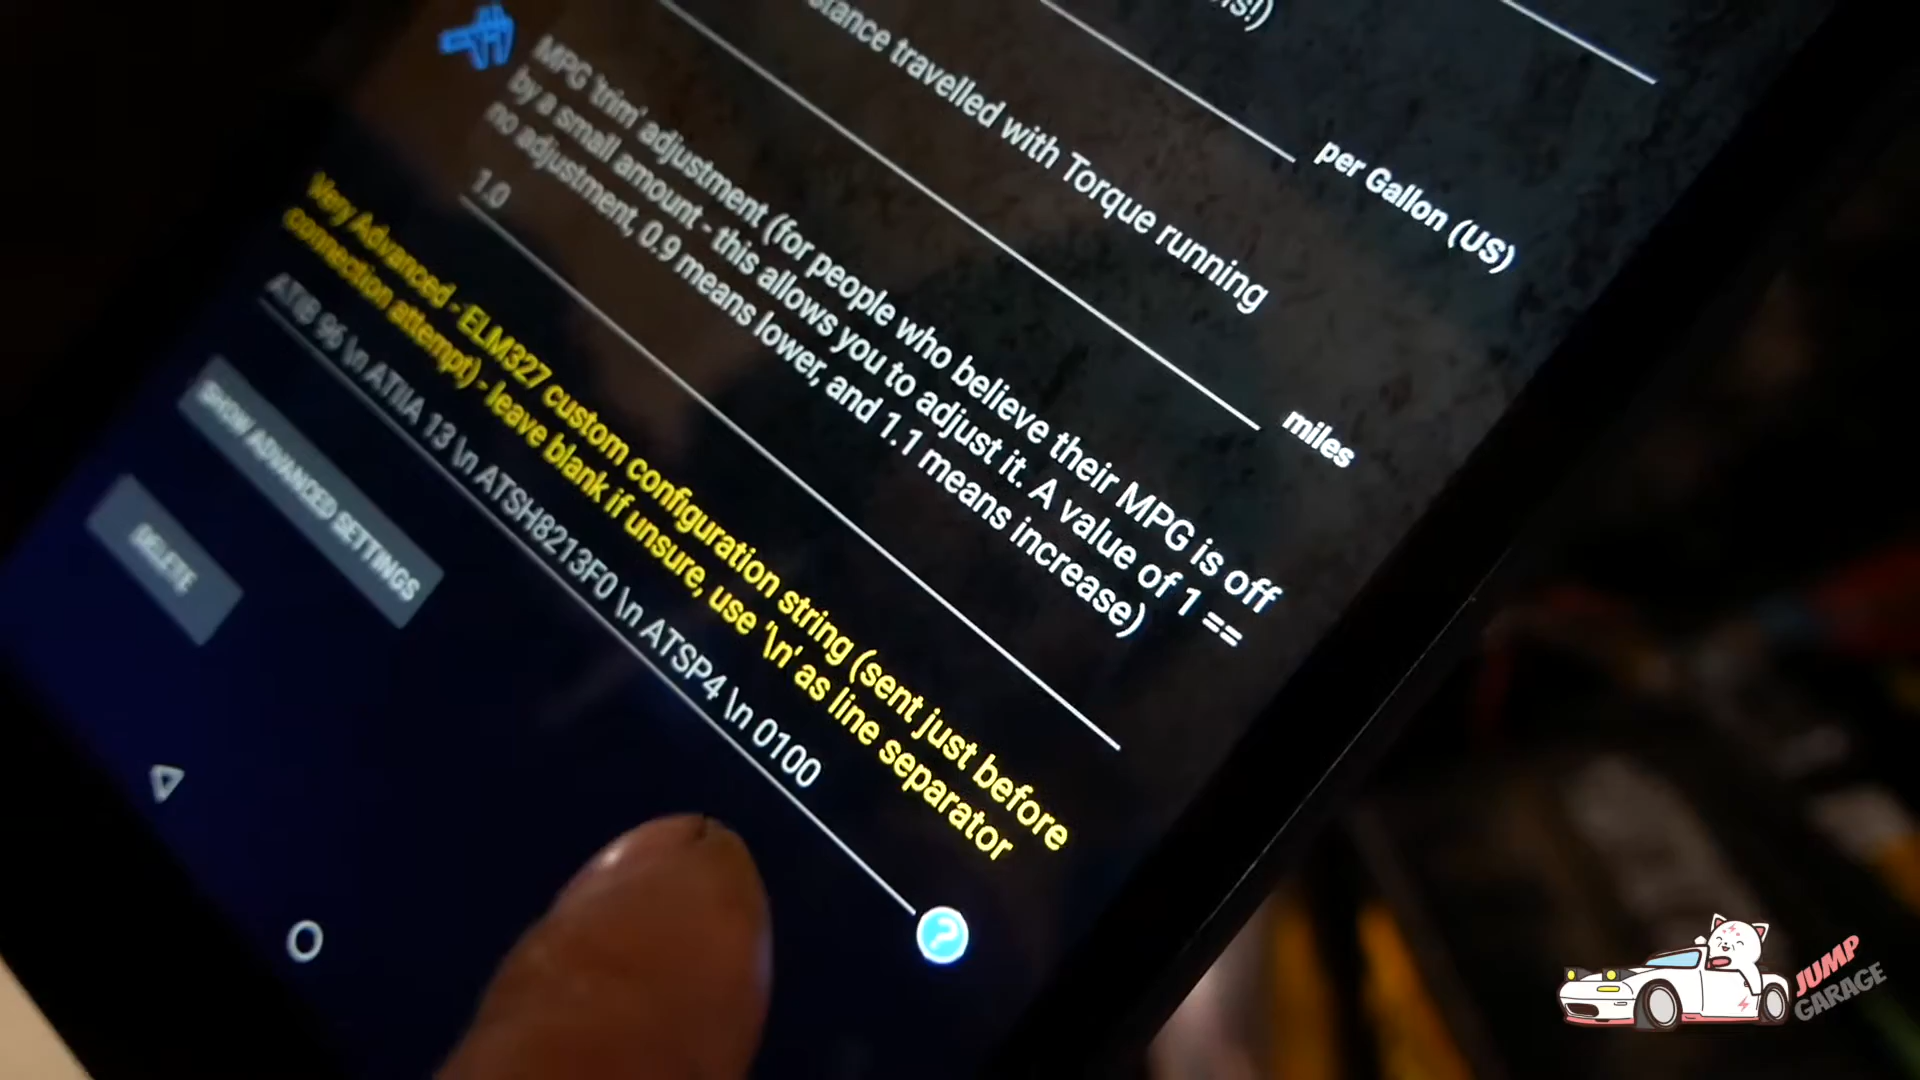 per Gallon (US)
travelled with Torque running
miles
MPG 'trim' adjustment (for people who believe their MPG is off
by a small amount - this allows you to adjust it. A value of 1 ==
no adjustment, 0.9 means lower, and 1.1 means increase)
1.0
Very Advanced - ELM327 custom configuration string (sent just before
connection attempt) - leave blank if unsure, use '\n' as line separator
ATIB 96 \n ATIIA 13 \n ATSH8213F0 \n ATSP4 \n 0100
?
SHOW ADVANCED SETTINGS
DELETE
JUMP
GARAGE